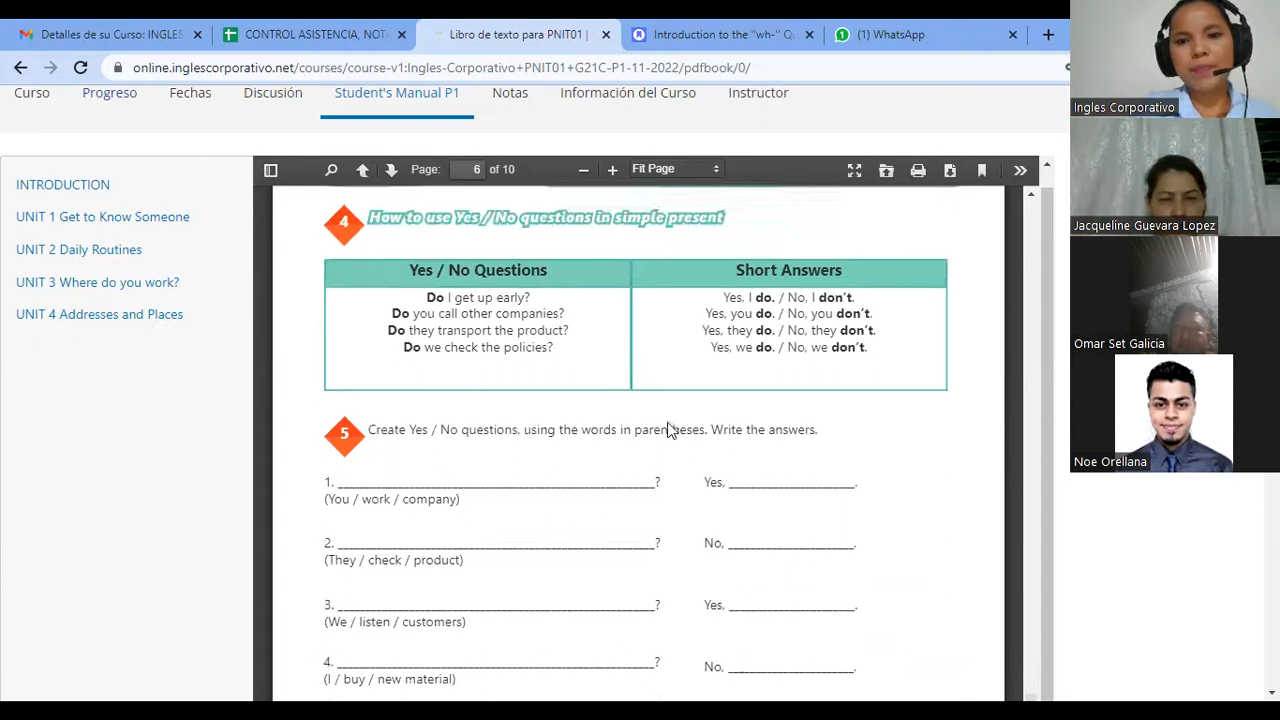 Detalles de su Curso: INGLES
CONTROL ASISTENCIA, NOT
Libro de texto para PNIT01 |
Introduction to the "wh-" Q
(1) WhatsApp
online.inglescorporativo.net/courses/course-v1:Ingles-Corporativo+PNIT01+G21C-P1-11-2022/pdfbook/0/
Curso
Progreso
Fechas
Discusión
Student's Manual P1
Notas
Información del Curso
Instructor
INTRODUCTION
UNIT 1 Get to Know Someone
UNIT 2 Daily Routines
UNIT 3 Where do you work?
UNIT 4 Addresses and Places
Page: 6 of 10
Fit Page
4 How to use Yes / No questions in simple present
Yes / No Questions
Short Answers
Do I get up early?
Yes, I do. / No, I don't.
Do you call other companies?
Yes, you do. / No, you don't.
Do they transport the product?
Yes, they do. / No, they don't.
Do we check the policies?
Yes, we do. / No, we don't.
5 Create Yes / No questions, using the words in parentheses. Write the answers.
1. ______________________________________? Yes, ________________.
(You / work / company)
2. ______________________________________? No, ________________.
(They / check / product)
3. ______________________________________? Yes, ________________.
(We / listen / customers)
4. ______________________________________? No, ________________.
(I / buy / new material)
Ingles Corporativo
Jacqueline Guevara Lopez
Omar Set Galicia
Noe Orellana